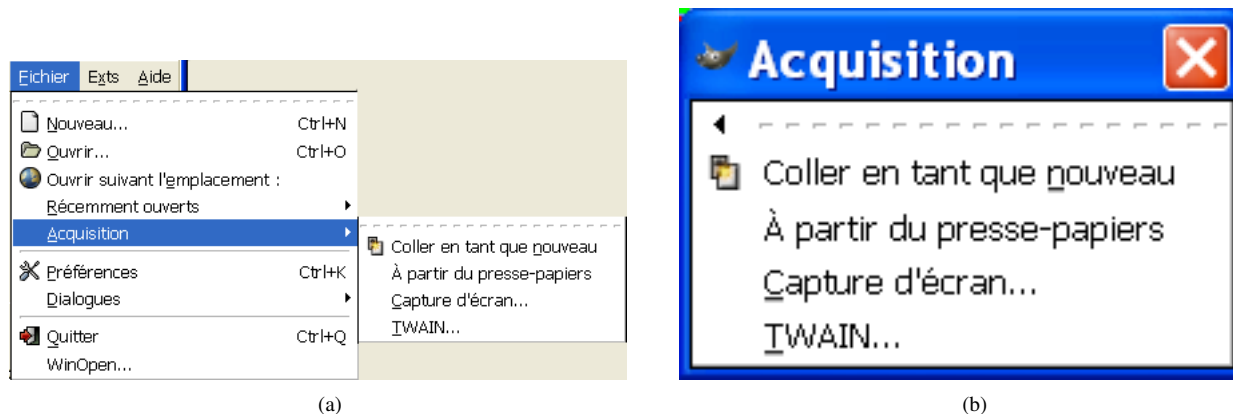 Fichier Exts Aide
Nouveau... Ctrl+N
Ouvrir... Ctrl+O
Ouvrir suivant l'emplacement :
Récemment ouverts
Acquisition
Préférences Ctrl+K
Dialogues
Quitter Ctrl+Q
WinOpen...
Coller en tant que nouveau
À partir du presse-papiers
Capture d'écran...
TWAIN...
(a)
Acquisition
Coller en tant que nouveau
À partir du presse-papiers
Capture d'écran...
TWAIN...
(b)